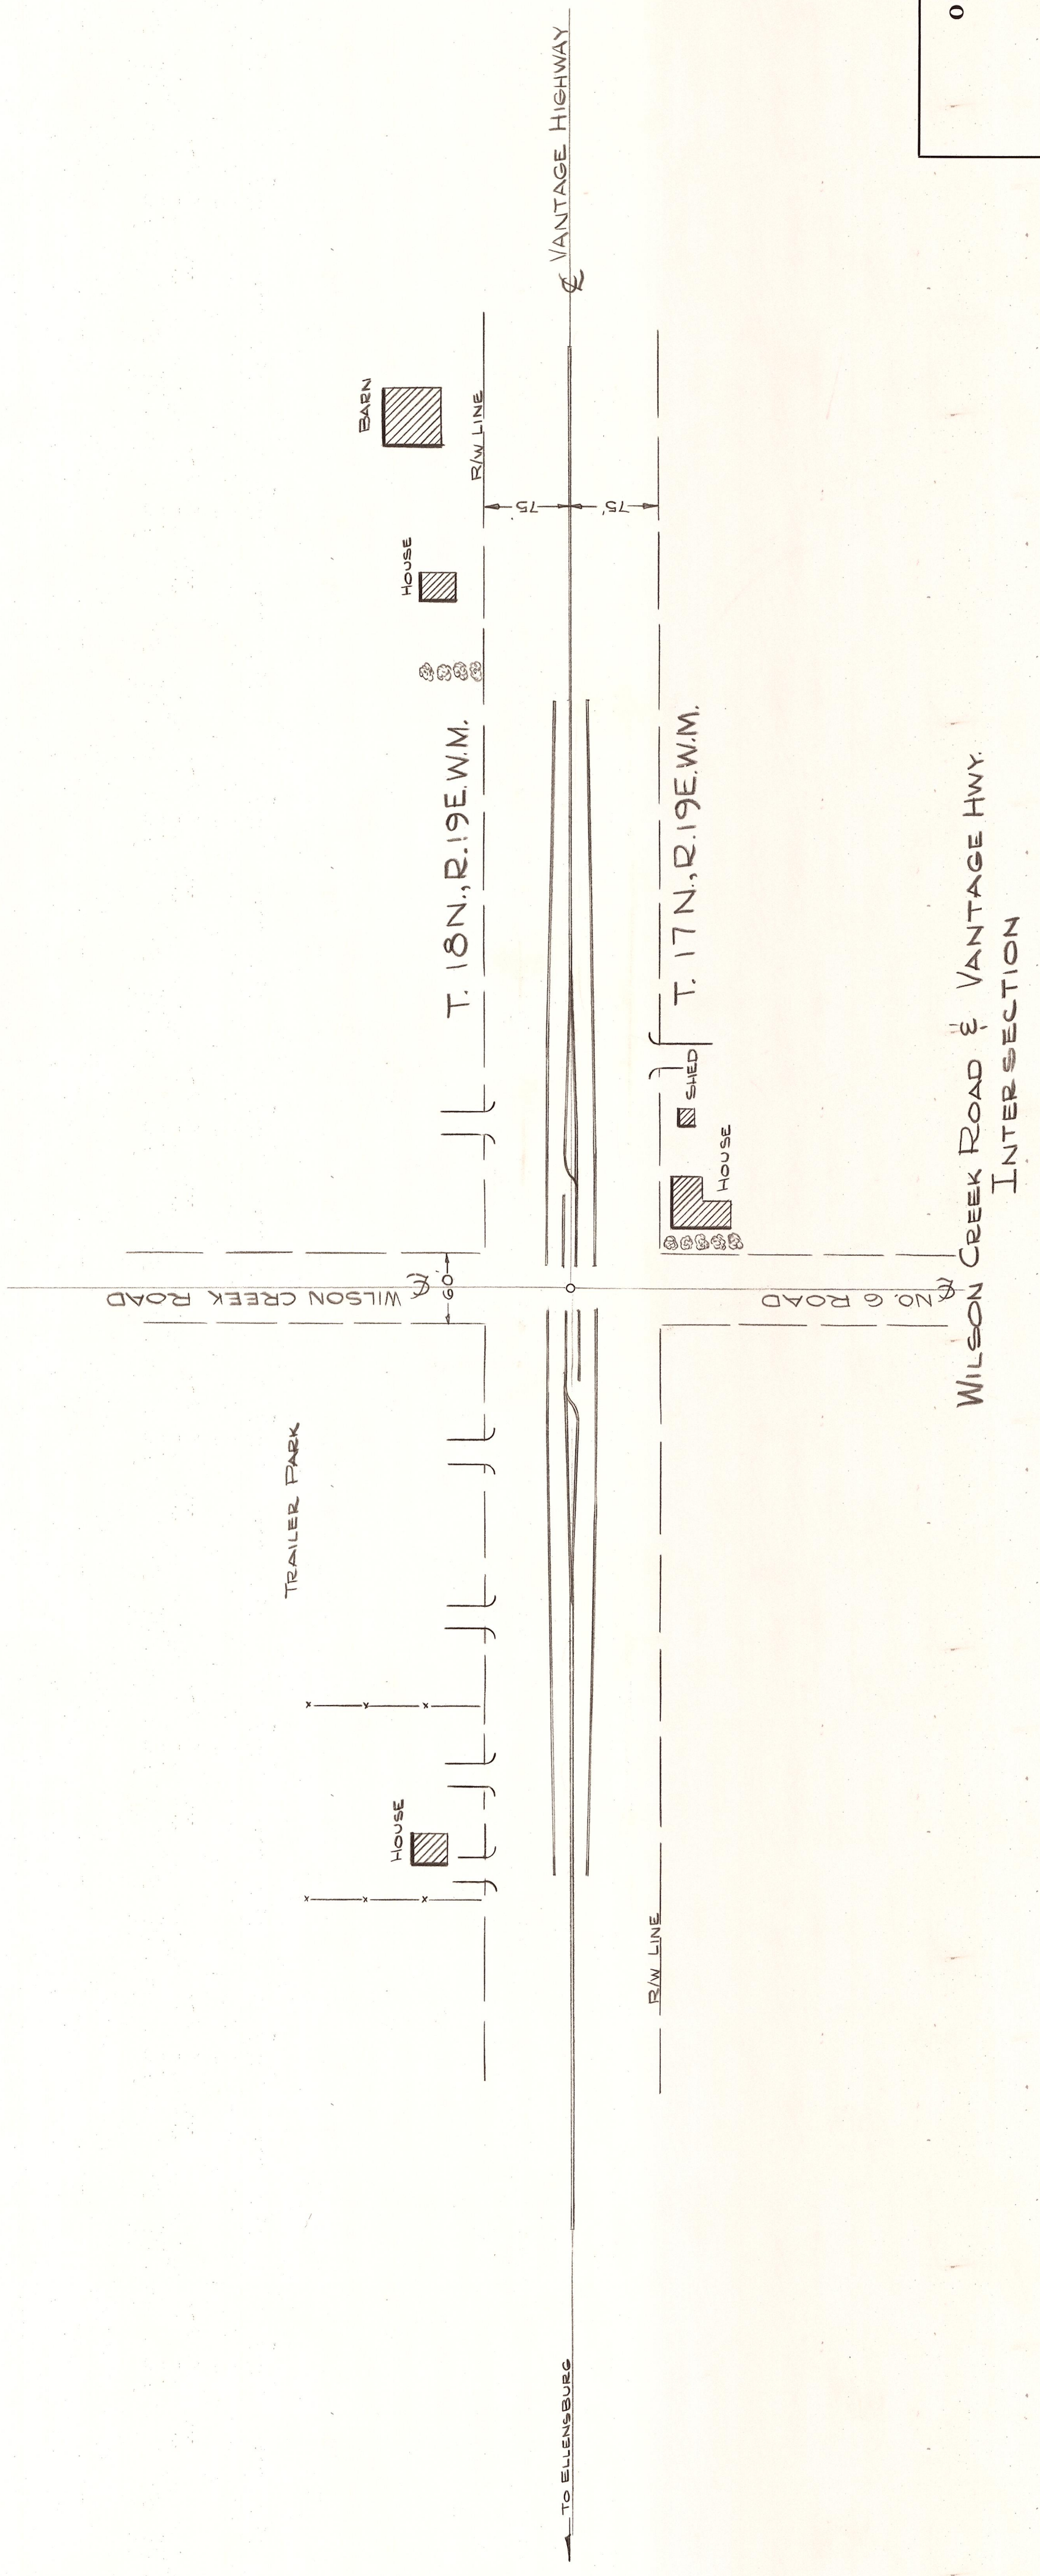 TO ELLENSBURG
R/W LINE
HOUSE
TRAILER PARK
℄ WILSON CREEK ROAD
60'
℄ NO. 6 ROAD
HOUSE
SHED
T. 18N., R. 19E. W.M.
T. 17N., R. 19E. W.M.
HOUSE
BARN
R/W LINE
75'
75'
℄ VANTAGE HIGHWAY
WILSON CREEK ROAD & VANTAGE HWY.
INTERSECTION